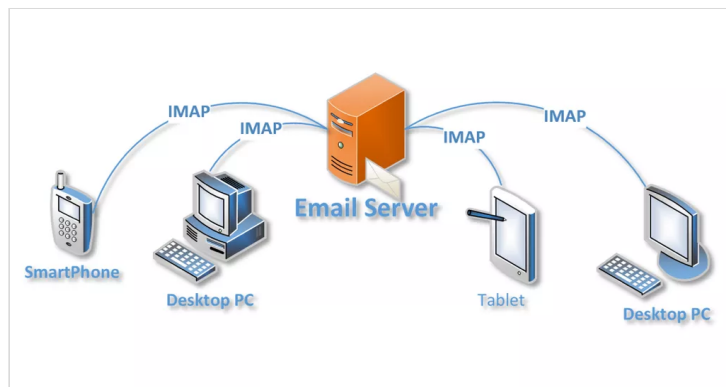 IMAP
IMAP
IMAP
IMAP
Email Server
SmartPhone
Desktop PC
Tablet
Desktop PC